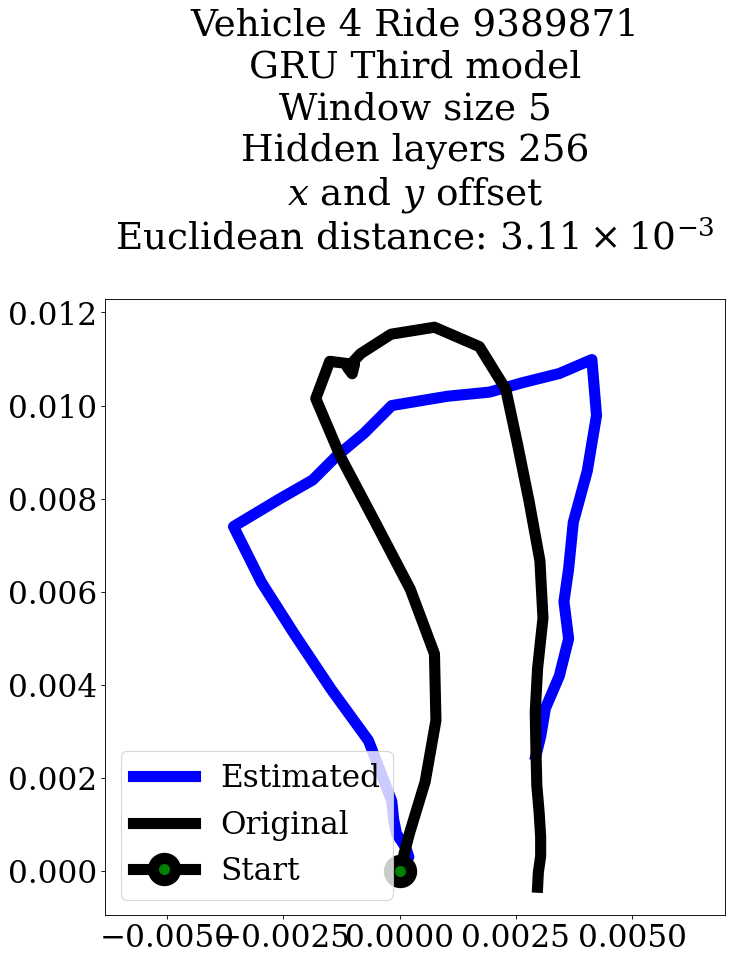 Vehicle 4 Ride 9389871
GRU Third model
Window size 5
Hidden layers 256
x and y offset
Euclidean distance: 3.11 × 10⁻³
0.012
0.010
0.008
0.006
0.004
0.002
0.000
Estimated
Original
Start
−0.0050
−0.0025
0.0000
0.0025
0.0050